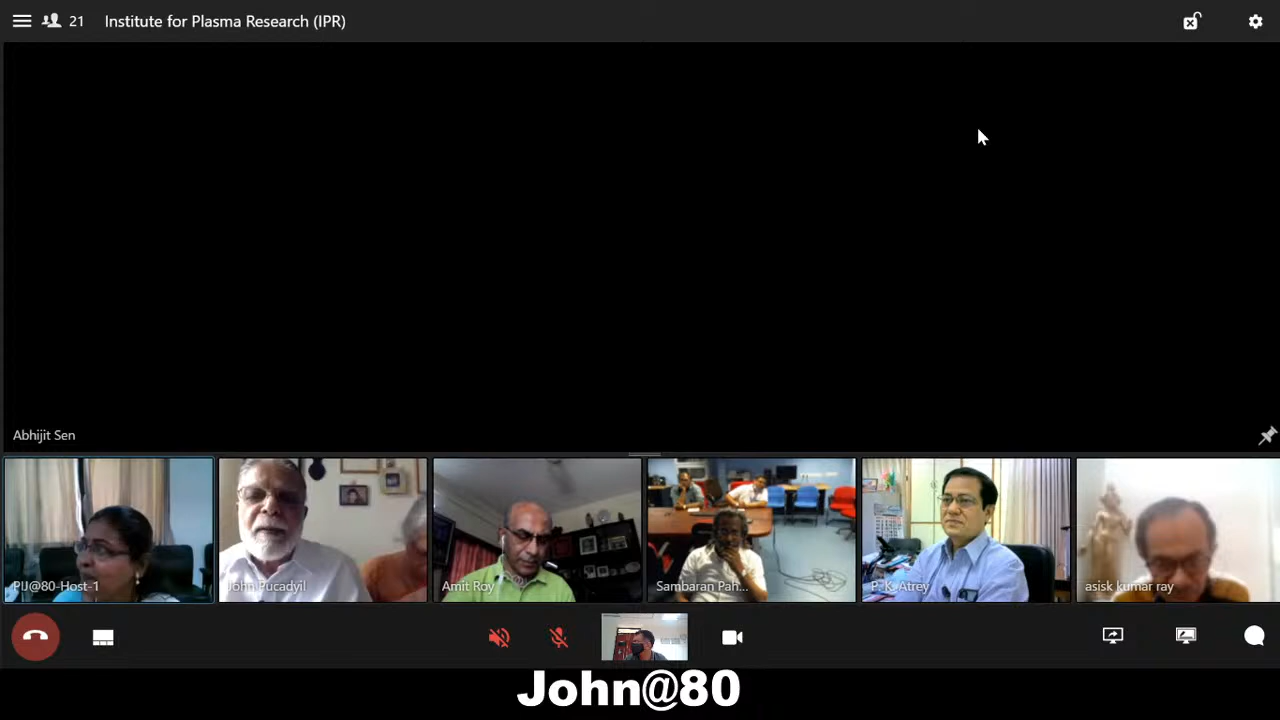 21 Institute for Plasma Research (IPR)
Abhijit Sen
PIJ@80-Host-1
John Pucadyil
Amit Roy
Sambaran Pah...
P. K. Atrey
asisk kumar ray
John@80